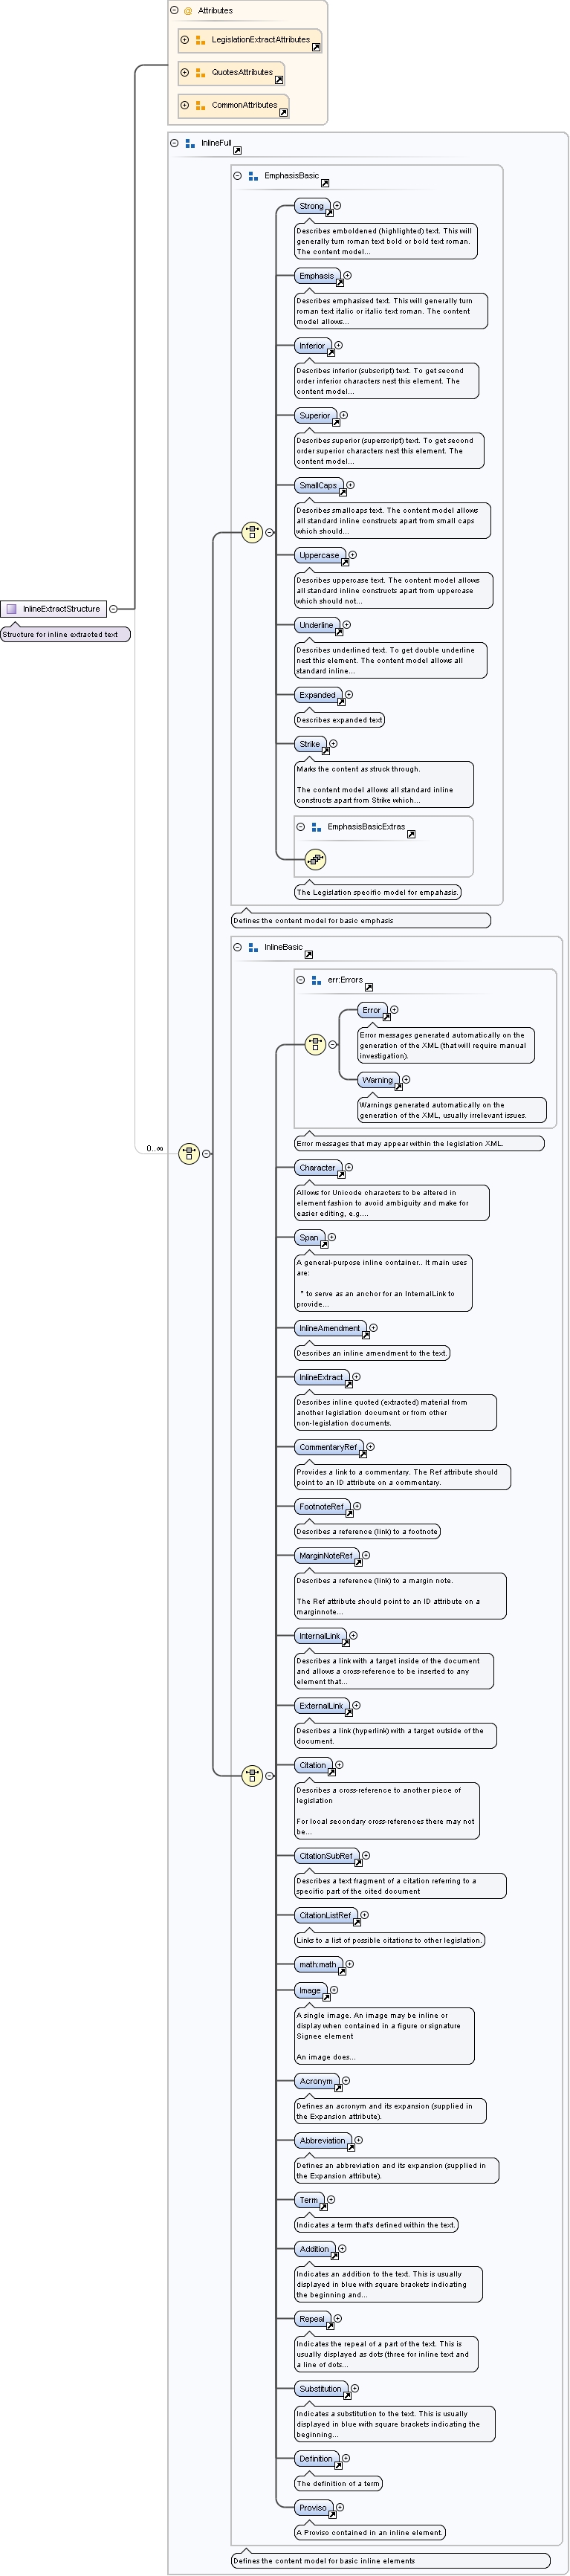 Attributes
LegislationExtractAttributes
QuotesAttributes
CommonAttributes
InlineFull
EmphasisBasic
Strong
Describes emboldened (highlighted) text. This will
generally turn roman text bold or bold text roman.
The content model...
Emphasis
Describes emphasised text. This will generally turn
roman text italic or italic text roman. The content
model allows...
Inferior
Describes inferior (subscript) text. To get second
order inferior characters nest this element. The
content model...
Superior
Describes superior (superscript) text. To get second
order superior characters nest this element. The
content model...
SmallCaps
Describes smallcaps text. The content model allows
all standard inline constructs apart from small caps
which should...
Uppercase
Describes uppercase text. The content model allows
all standard inline constructs apart from uppercase
which should not...
InlineExtractStructure
Structure for inline extracted text
Underline
Describes underlined text. To get double underline
nest this element. The content model allows all
standard inline...
Expanded
Describes expanded text
Strike
Marks the content as struck through.
The content model allows all standard inline
constructs apart from Strike which...
EmphasisBasicExtras
The Legislation specific model for empahasis.
Defines the content model for basic emphasis
InlineBasic
err:Errors
Error
Error messages generated automatically on the
generation of the XML (that will require manual
investigation).
Warning
Warnings generated automatically on the
generation of the XML, usually irrelevant issues.
Error messages that may appear within the legislation XML.
0..∞
Character
Allows for Unicode characters to be altered in
element fashion to avoid ambiguity and make for
easier editing, e.g....
Span
A general-purpose inline container.. It main uses
are:
* to serve as an anchor for an InternalLink to
provide...
InlineAmendment
Describes an inline amendment to the text.
InlineExtract
Describes inline quoted (extracted) material from
another legislation document or from other
non-legislation documents.
CommentaryRef
Provides a link to a commentary. The Ref attribute should
point to an ID attribute on a commentary.
FootnoteRef
Describes a reference (link) to a footnote
MarginNoteRef
Describes a reference (link) to a margin note.
The Ref attribute should point to an ID attribute on a
marginnote...
InternalLink
Describes a link with a target inside of the document
and allows a cross-reference to be inserted to any
element that...
ExternalLink
Describes a link (hyperlink) with a target outside of the
document.
Citation
Describes a cross-reference to another piece of
legislation
For local secondary cross-references there may not
be...
CitationSubRef
Describes a text fragment of a citation referring to a
specific part of the cited document
CitationListRef
Links to a list of possible citations to other legislation.
math:math
Image
A single image. An image may be inline or
display when contained in a figure or signature
Signee element
An image does...
Acronym
Defines an acronym and its expansion (supplied in
the Expansion attribute).
Abbreviation
Defines an abbreviation and its expansion (supplied in
the Expansion attribute).
Term
Indicates a term that's defined within the text.
Addition
Indicates an addition to the text. This is usually
displayed in blue with square brackets indicating
the beginning and...
Repeal
Indicates the repeal of a part of the text. This is
usually displayed as dots (three for inline text and
a line of dots...
Substitution
Indicates a substitution to the text. This is usually
displayed in blue with square brackets indicating the
beginning...
Definition
The definition of a term
Proviso
A Proviso contained in an inline element.
Defines the content model for basic inline elements